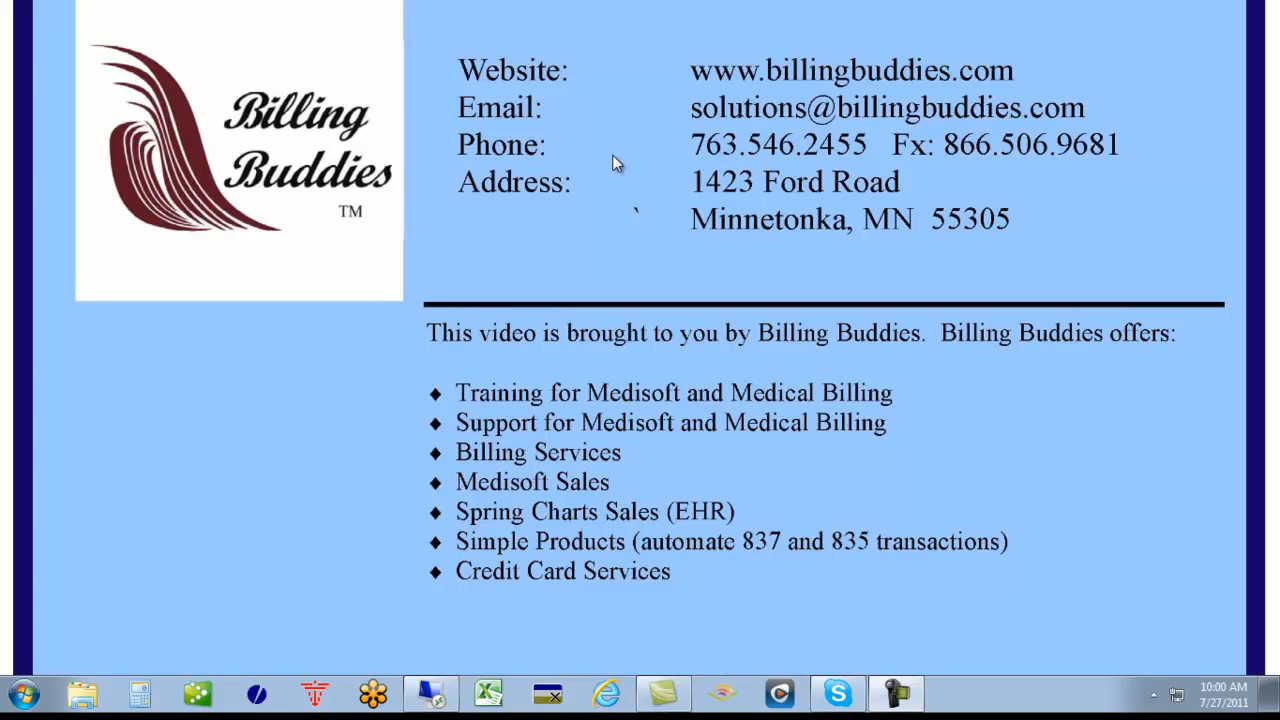 Billing
Buddies
TM
Website: www.billingbuddies.com
Email: solutions@billingbuddies.com
Phone: 763.546.2455 Fx: 866.506.9681
Address: 1423 Ford Road
` Minnetonka, MN 55305
This video is brought to you by Billing Buddies. Billing Buddies offers:
♦ Training for Medisoft and Medical Billing
♦ Support for Medisoft and Medical Billing
♦ Billing Services
♦ Medisoft Sales
♦ Spring Charts Sales (EHR)
♦ Simple Products (automate 837 and 835 transactions)
♦ Credit Card Services
10:00 AM
7/27/2011